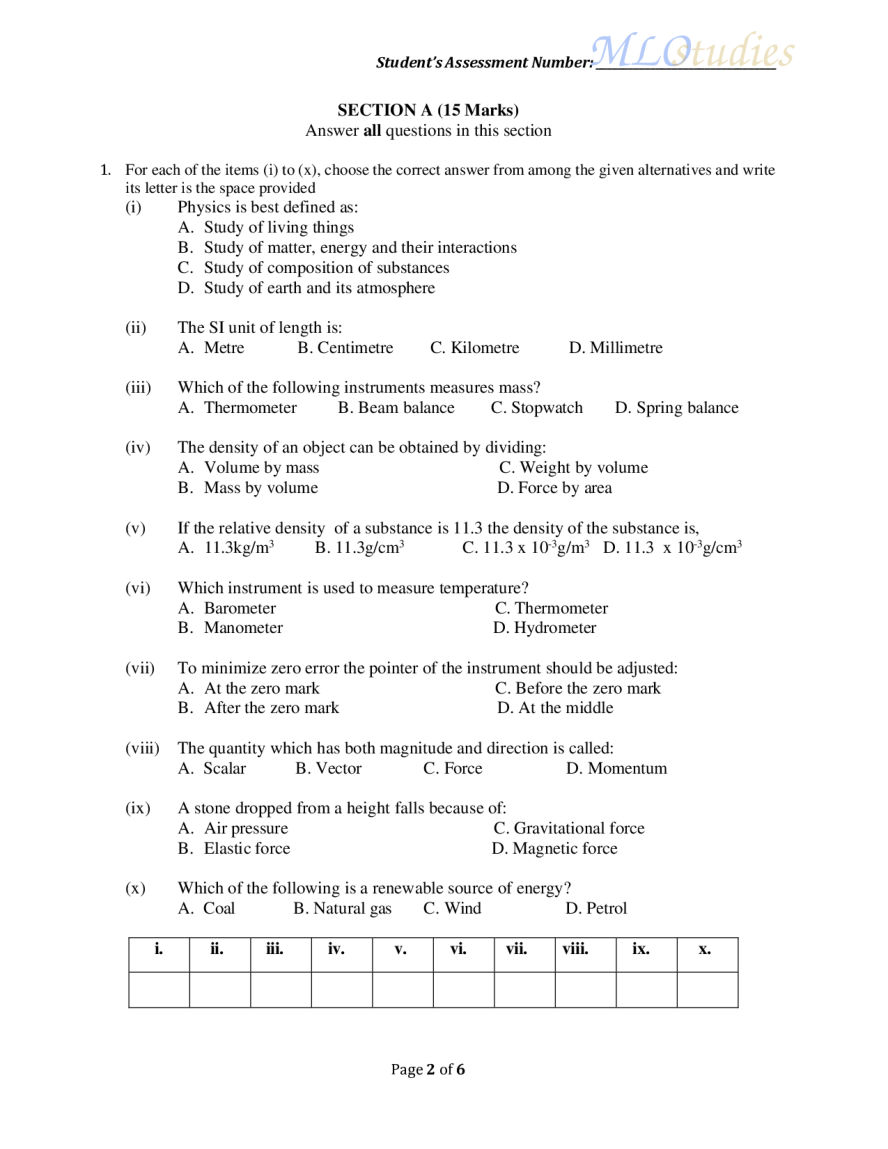 MLOstudies
Student's Assessment Number:____________________
SECTION A (15 Marks)
Answer all questions in this section
1. For each of the items (i) to (x), choose the correct answer from among the given alternatives and write
its letter is the space provided
(i) Physics is best defined as:
A. Study of living things
B. Study of matter, energy and their interactions
C. Study of composition of substances
D. Study of earth and its atmosphere
(ii) The SI unit of length is:
A. Metre B. Centimetre C. Kilometre D. Millimetre
(iii) Which of the following instruments measures mass?
A. Thermometer B. Beam balance C. Stopwatch D. Spring balance
(iv) The density of an object can be obtained by dividing:
A. Volume by mass C. Weight by volume
B. Mass by volume D. Force by area
(v) If the relative density of a substance is 11.3 the density of the substance is,
A. 11.3kg/m³ B. 11.3g/cm³ C. 11.3 x 10⁻³g/m³ D. 11.3 x 10⁻³g/cm³
(vi) Which instrument is used to measure temperature?
A. Barometer C. Thermometer
B. Manometer D. Hydrometer
(vii) To minimize zero error the pointer of the instrument should be adjusted:
A. At the zero mark C. Before the zero mark
B. After the zero mark D. At the middle
(viii) The quantity which has both magnitude and direction is called:
A. Scalar B. Vector C. Force D. Momentum
(ix) A stone dropped from a height falls because of:
A. Air pressure C. Gravitational force
B. Elastic force D. Magnetic force
(x) Which of the following is a renewable source of energy?
A. Coal B. Natural gas C. Wind D. Petrol
i. ii. iii. iv. v. vi. vii. viii. ix. x.
Page 2 of 6